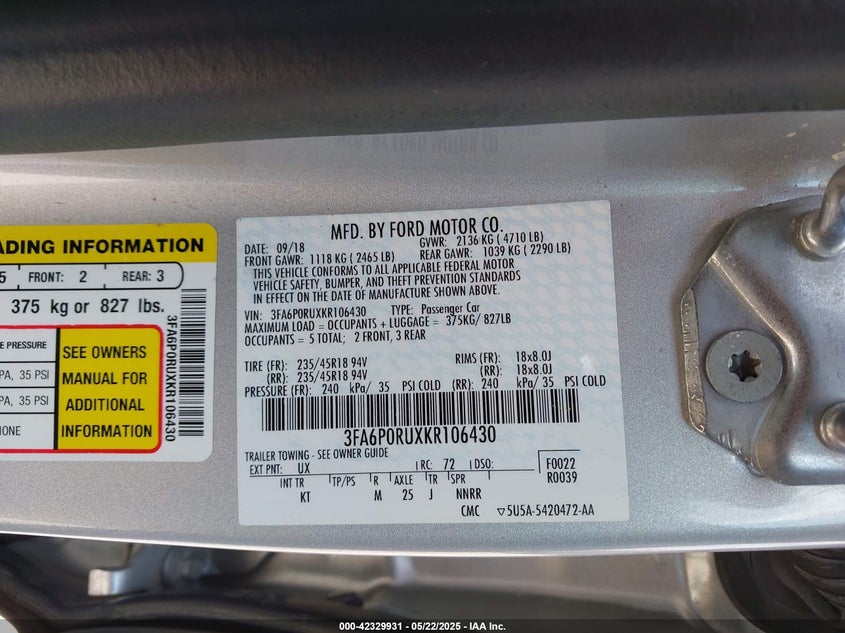 ADING INFORMATION
5 FRONT: 2 REAR: 3
375 kg or 827 lbs.
E PRESSURE
PA, 35 PSI
PA, 35 PSI
ONE
SEE OWNERS
MANUAL FOR
ADDITIONAL
INFORMATION
3FA6P0RUXKR106430
MFD. BY FORD MOTOR CO.
DATE: 09/18 GVWR: 2136 KG ( 4710 LB)
FRONT GAWR: 1118 KG ( 2465 LB) REAR GAWR: 1039 KG ( 2290 LB)
THIS VEHICLE CONFORMS TO ALL APPLICABLE FEDERAL MOTOR
VEHICLE SAFETY, BUMPER, AND THEFT PREVENTION STANDARDS
IN EFFECT ON THE DATE OF MANUFACTURE SHOWN ABOVE.
VIN: 3FA6P0RUXKR106430 TYPE: Passenger Car
MAXIMUM LOAD = OCCUPANTS + LUGGAGE = 375KG/ 827LB
OCCUPANTS = 5 TOTAL; 2 FRONT, 3 REAR
TIRE (FR): 235/45R18 94V RIMS (FR): 18x8.0J
(RR): 235/45R18 94V (RR): 18x8.0J
PRESSURE (FR): 240 kPa/ 35 PSI COLD (RR): 240 kPa/ 35 PSI COLD
3FA6P0RUXKR106430
TRAILER TOWING - SEE OWNER GUIDE
EXT PNT: UX RC: 72 DSO: F0022
INT TR TP/PS R AXLE TR SPR R0039
KT M 25 J NNRR
CMC ▽5U5A-5420472-AA
000-42329931 - 05/22/2025 - IAA Inc.